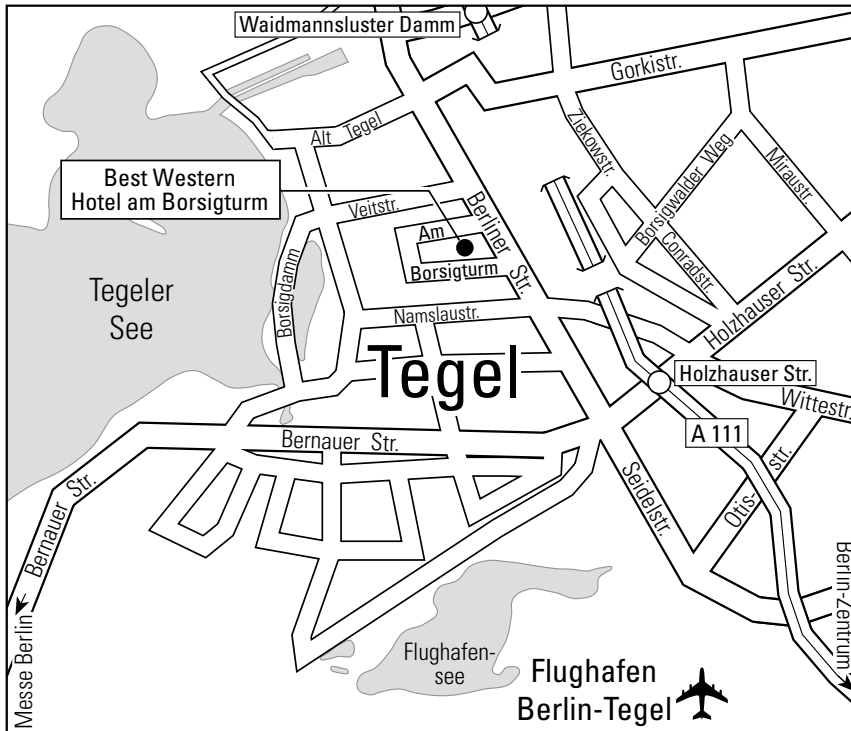 Waidmannsluster Damm
Gorkistr.
Alt Tegel
Ziekowstr.
Borsigwalder Weg
Miraustr.
Best Western
Hotel am Borsigturm
Veitstr.
Berliner Str.
Am
Borsigturm
Conradstr.
Holzhauser Str.
Tegeler
See
Borsigdamm
Namslaustr.
Tegel
Holzhauser Str.
Wittestr.
A 111
Bernauer Str.
Seidelstr.
Otis-
str.
Bernauer Str.
Messe Berlin
Berlin-Zentrum
Flughafen-
see
Flughafen
Berlin-Tegel